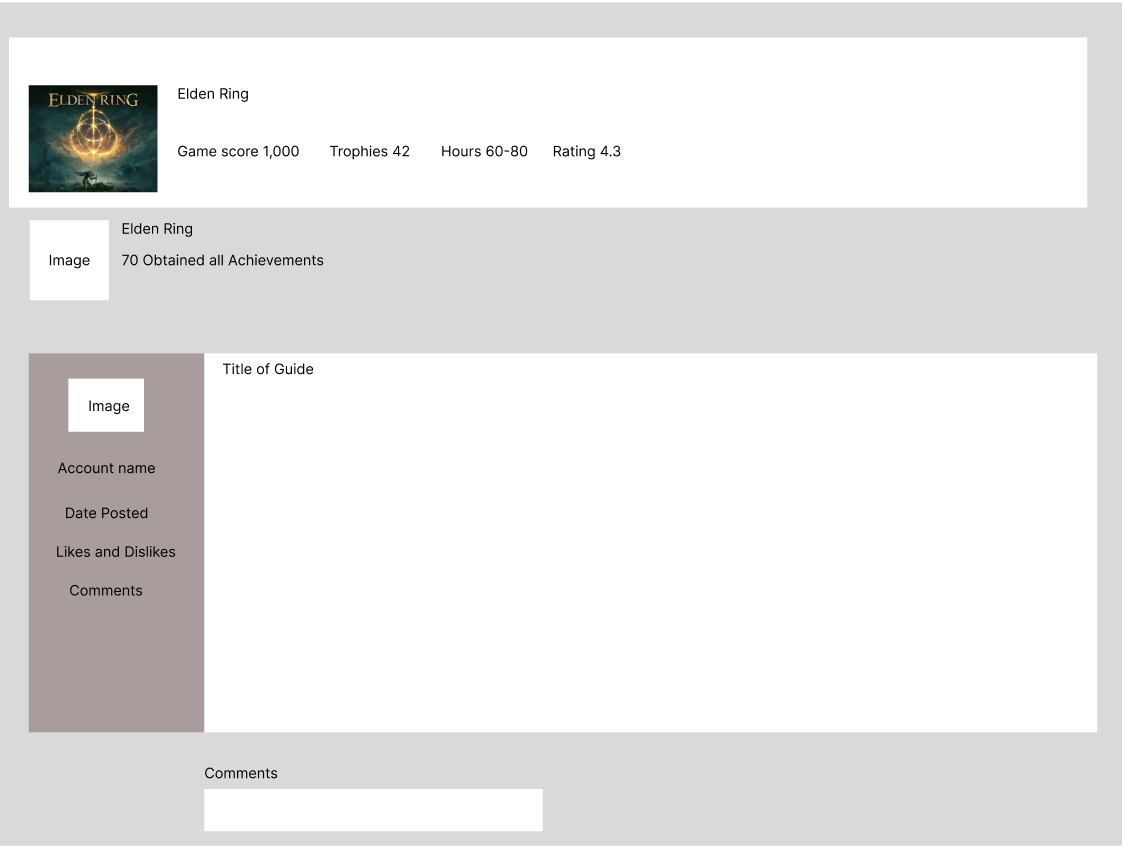 ELDEN RING
Elden Ring
Game score 1,000 Trophies 42 Hours 60-80 Rating 4.3
Elden Ring
Image
70 Obtained all Achievements
Title of Guide
Image
Account name
Date Posted
Likes and Dislikes
Comments
Comments